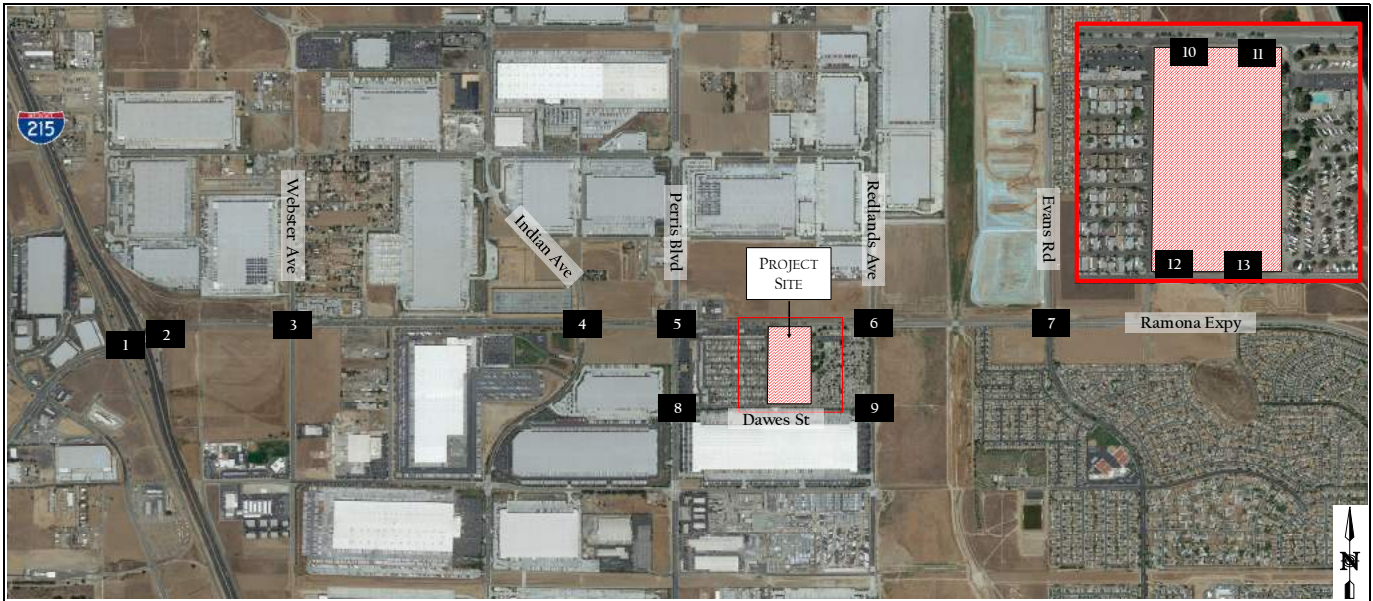 10
11
INTERSTATE
215
Webster Ave
Indian Ave
Perris Blvd
Redlands Ave
Evans Rd
PROJECT
SITE
12
13
1
2
3
4
5
6
7
Ramona Expy
8
9
Dawes St
N